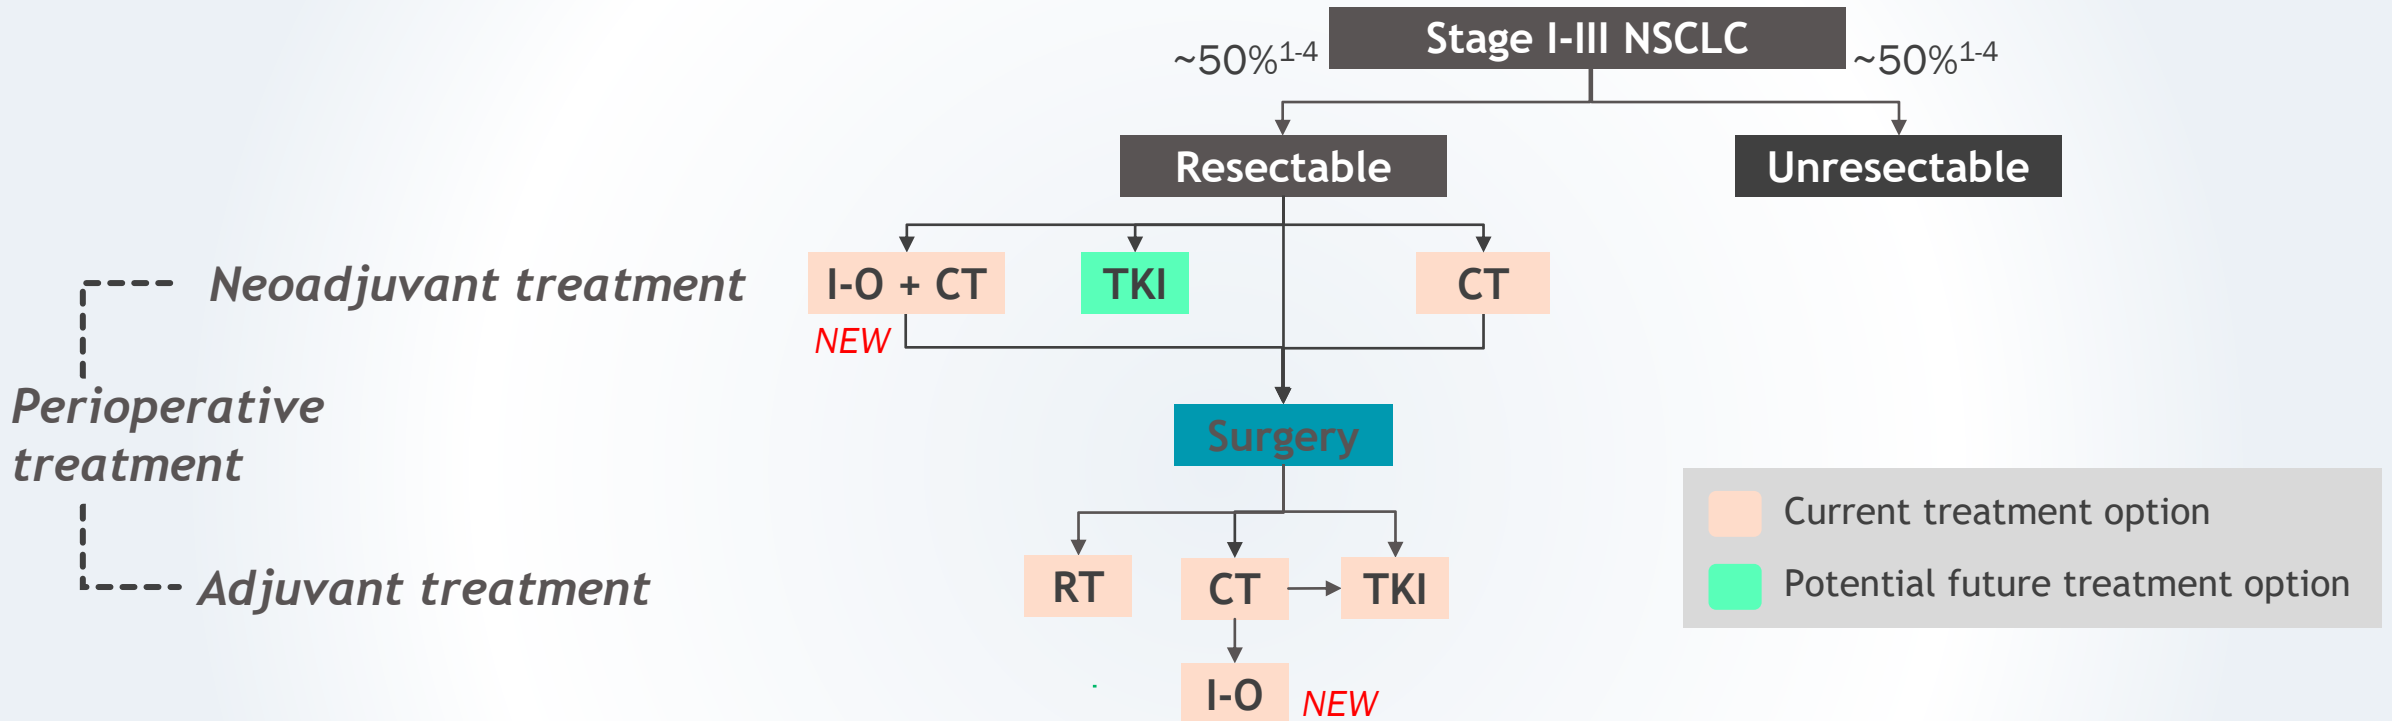 Stage I-III NSCLC
~50%1-4
~50%1-4
Resectable
Unresectable
Neoadjuvant treatment
I-O + CT
TKI
CT
NEW
Perioperative
treatment
Surgery
Current treatment option
Potential future treatment option
Adjuvant treatment
RT
CT
TKI
I-O
NEW